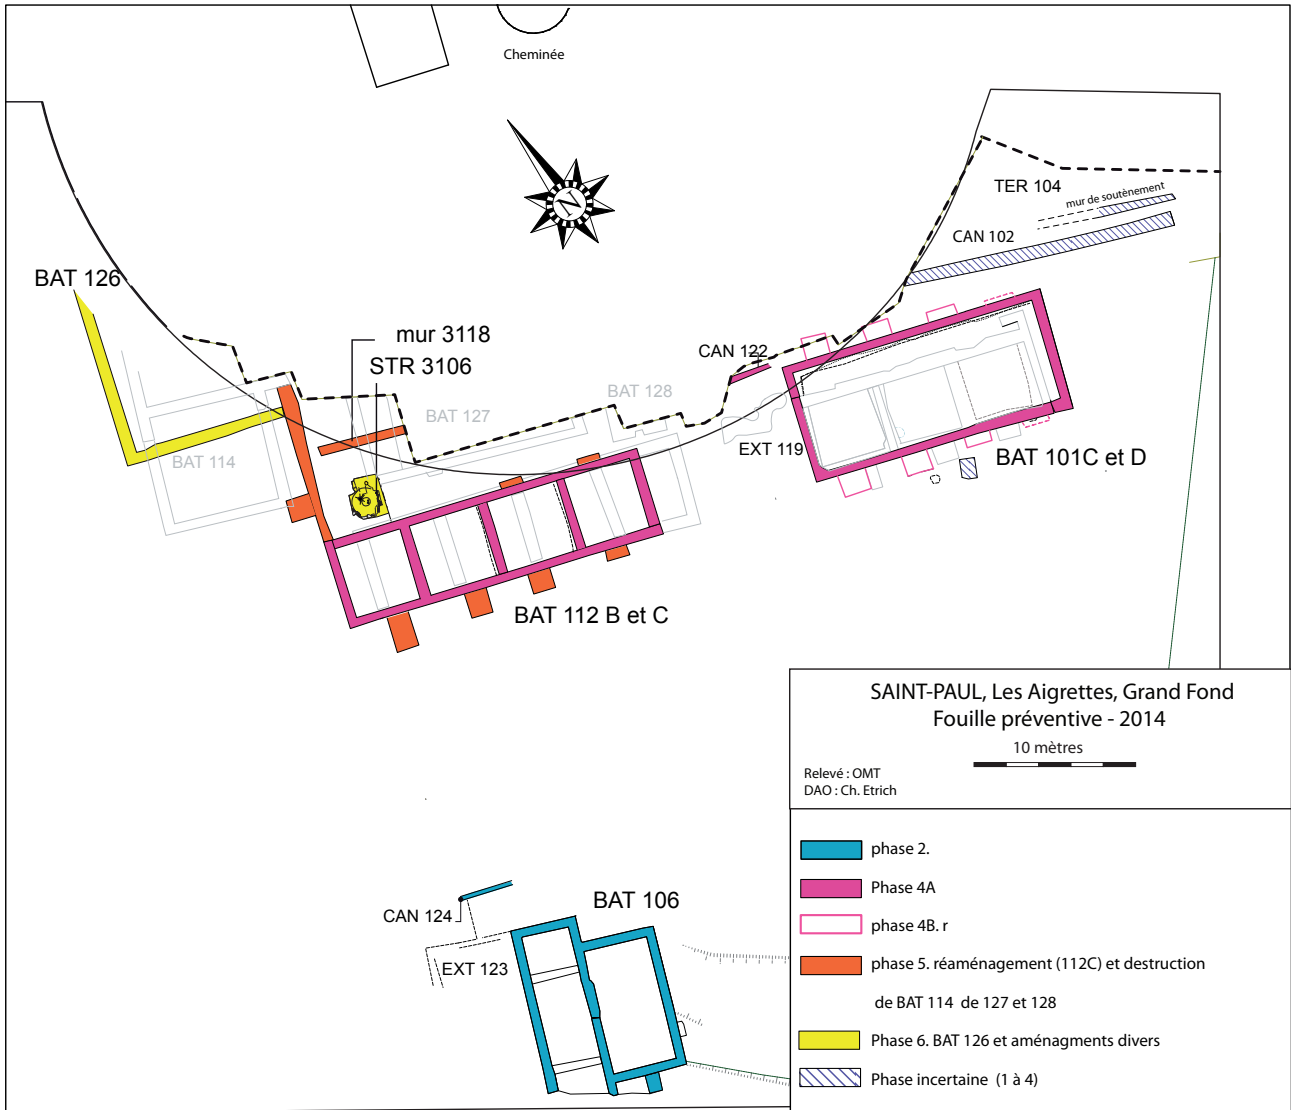 Cheminée
N
TER 104
mur de soutènement
CAN 102
BAT 126
mur 3118
STR 3106
CAN 122
BAT 128
BAT 127
BAT 114
EXT 119
BAT 101C et D
BAT 112 B et C
SAINT-PAUL, Les Aigrettes, Grand Fond
Fouille préventive - 2014
10 mètres
Relevé : OMT
DAO : Ch. Etrich
phase 2.
Phase 4A
phase 4B. r
phase 5. réaménagement (112C) et destruction
de BAT 114 de 127 et 128
Phase 6. BAT 126 et aménagments divers
Phase incertaine (1 à 4)
BAT 106
CAN 124
EXT 123